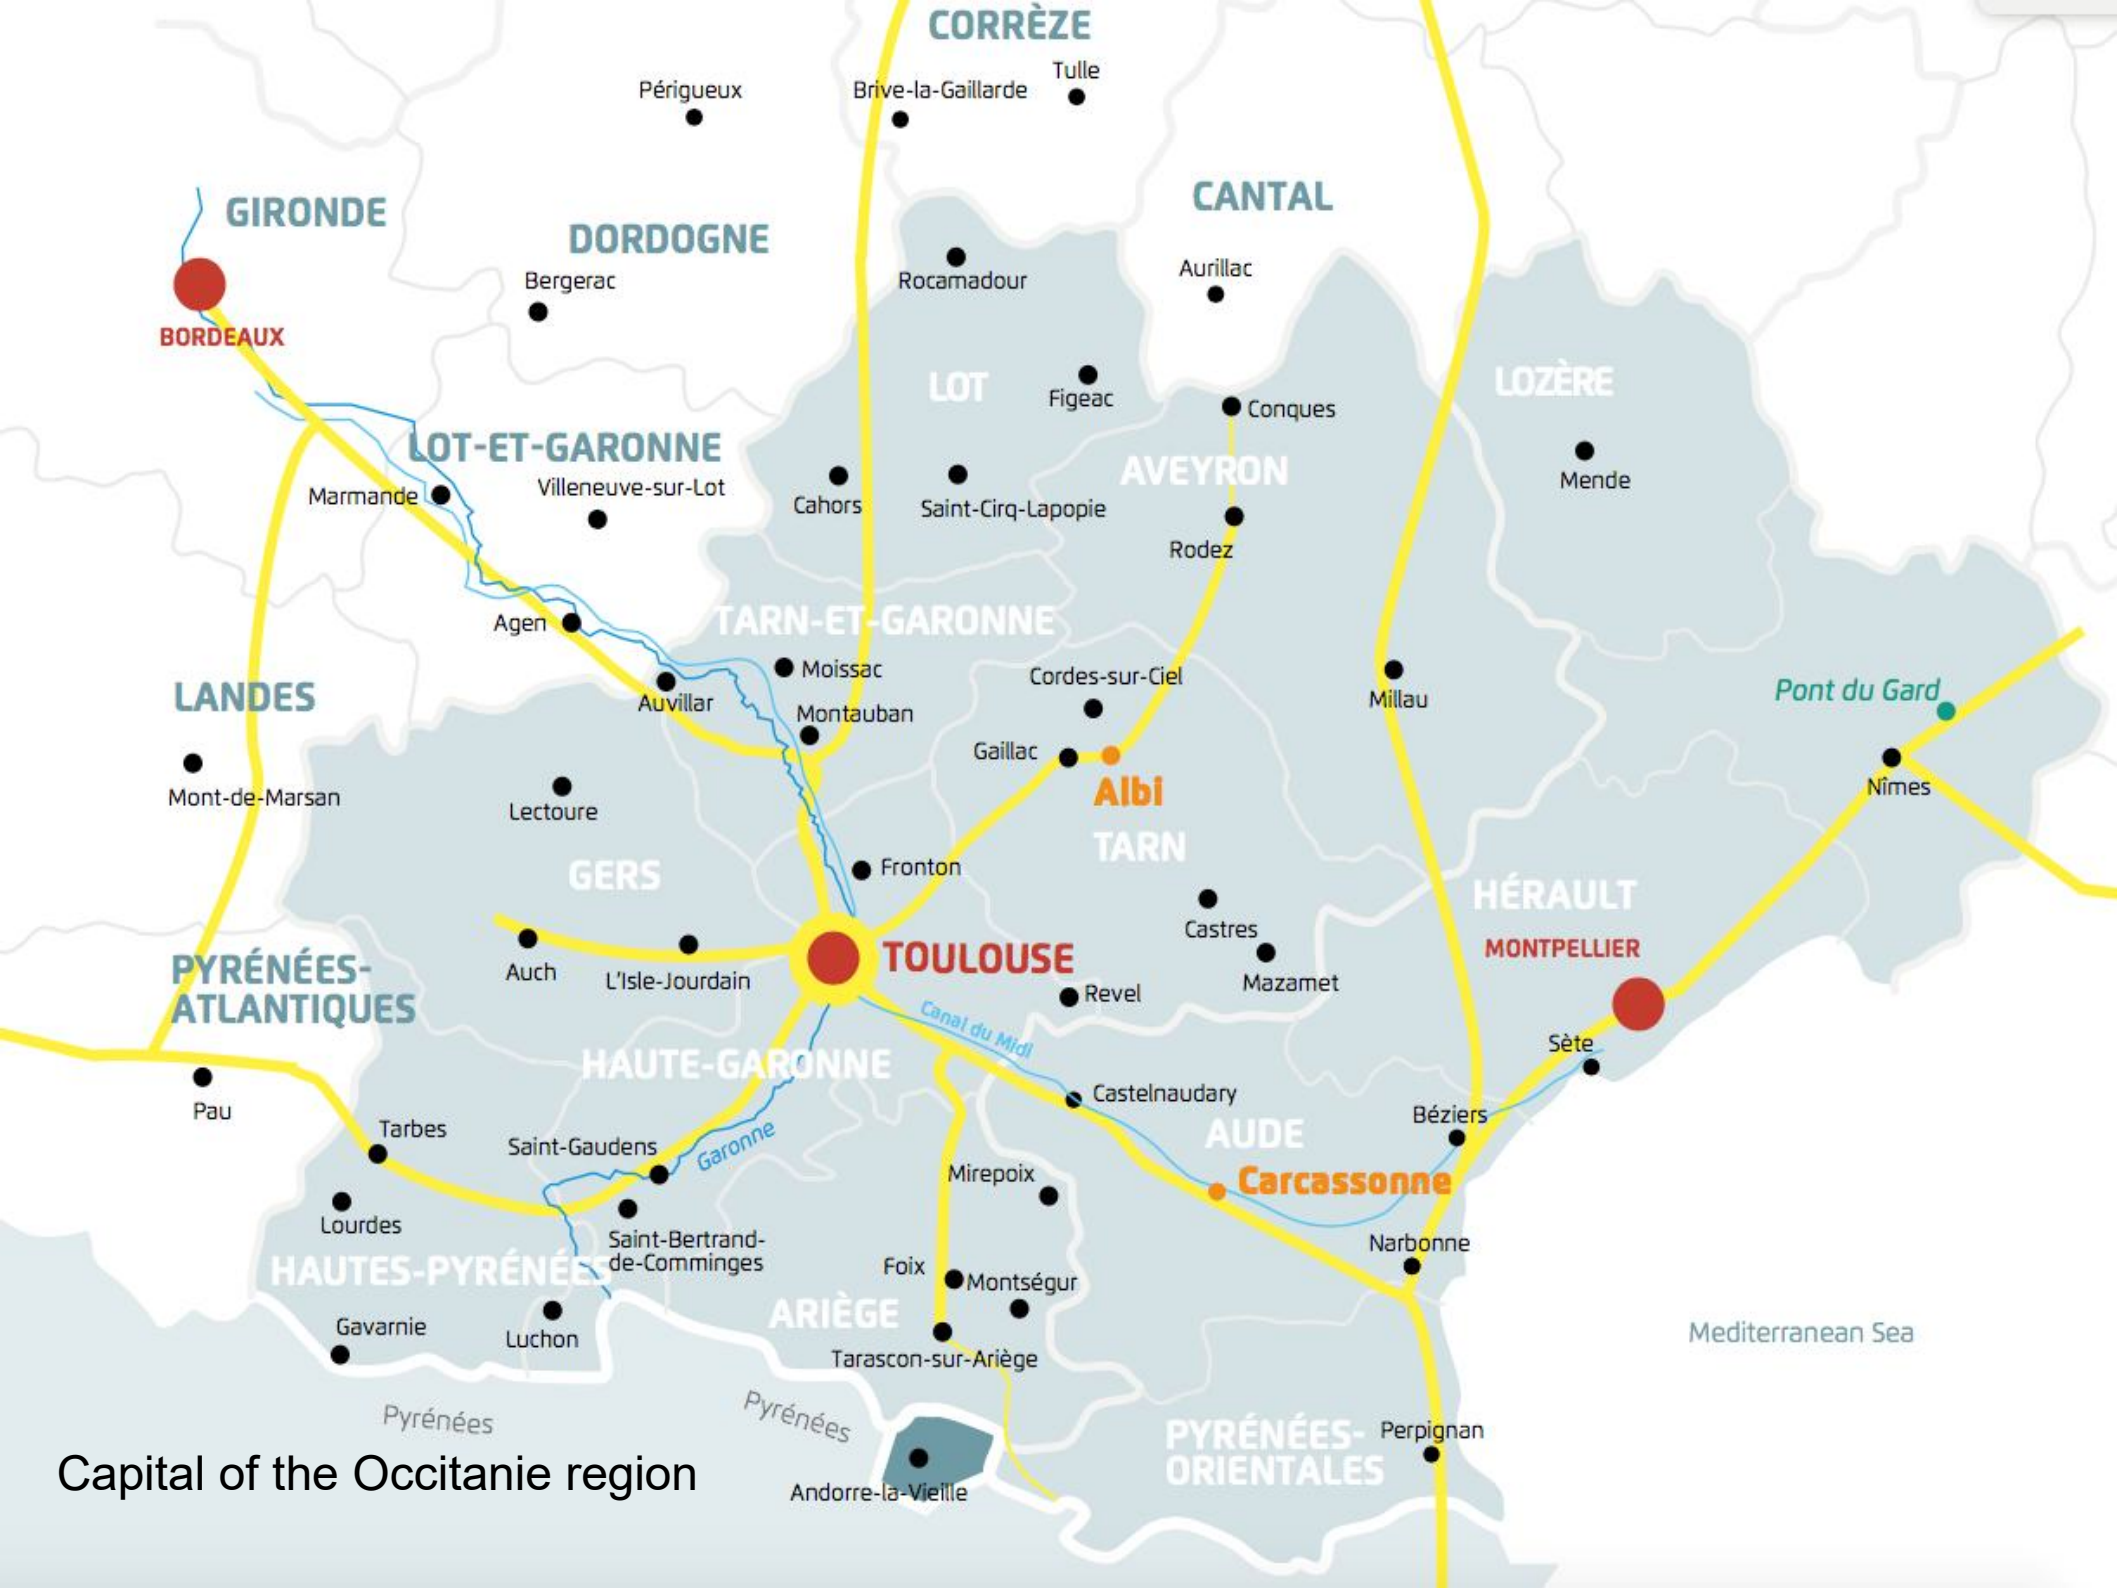 CORRÈZE
Tulle
Périgueux
Brive-la-Gaillarde
CANTAL
GIRONDE
DORDOGNE
Aurillac
Bergerac
Rocamadour
BORDEAUX
LOT
LOZÈRE
Figeac
Conques
LOT-ET-GARONNE
AVEYRON
Mende
Villeneuve-sur-Lot
Marmande
Cahors
Saint-Cirq-Lapopie
Rodez
TARN-ET-GARONNE
Agen
Moissac
Cordes-sur-Ciel
Pont du Gard
LANDES
Auvillar
Millau
Montauban
Gaillac
Nîmes
Albi
Mont-de-Marsan
Lectoure
TARN
Fronton
GERS
HÉRAULT
Castres
MONTPELLIER
TOULOUSE
PYRÉNÉES-
ATLANTIQUES
Auch
L'Isle-Jourdain
Mazamet
Revel
Canal du Midi
Sète
HAUTE-GARONNE
Castelnaudary
Pau
Béziers
Tarbes
AUDE
Saint-Gaudens
Garonne
Mirepoix
Carcassonne
Lourdes
Saint-Bertrand-
de-Comminges
Narbonne
HAUTES-PYRÉNÉES
Foix
Montségur
ARIÈGE
Gavarnie
Luchon
Mediterranean Sea
Tarascon-sur-Ariège
Pyrénées
Pyrénées
PYRÉNÉES-
ORIENTALES
Perpignan
Capital of the Occitanie region
Andorre-la-Vieille